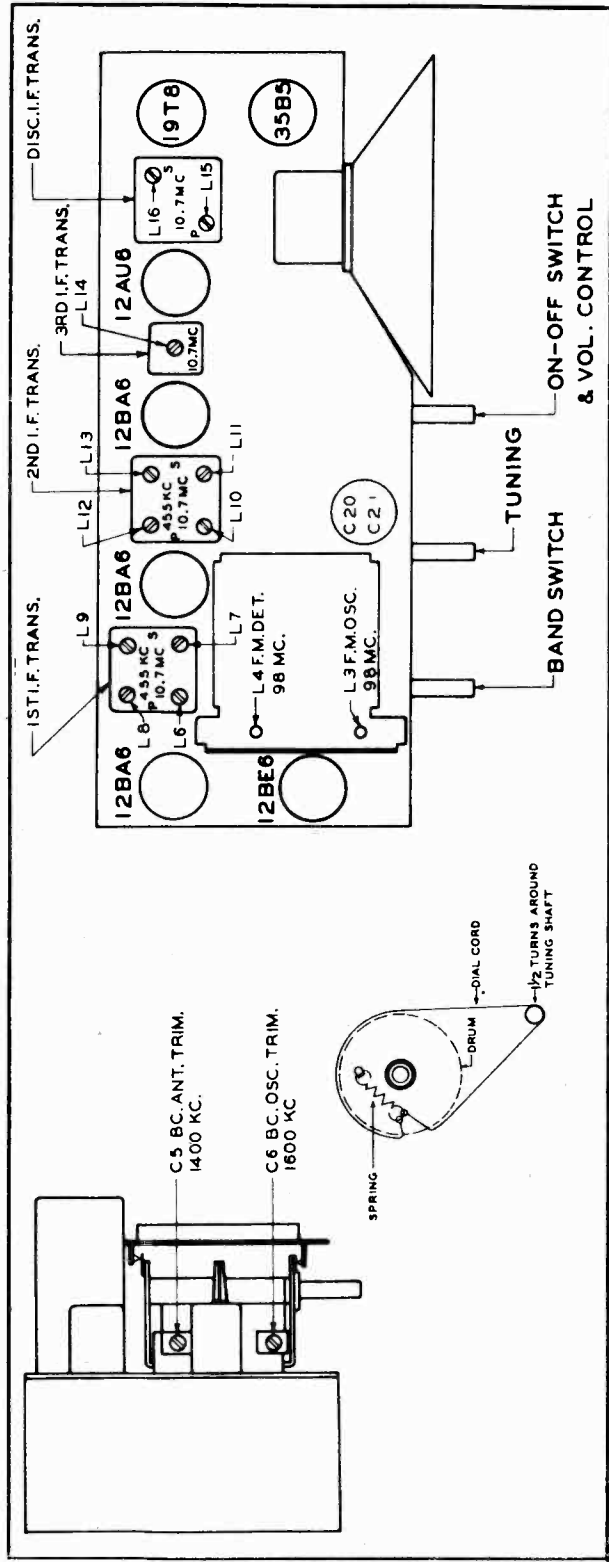 C5 BC. ANT. TRIM.
1400 KC.
C6 BC. OSC. TRIM.
1600 KC
SPRING
DRUM
DIAL CORD
1½ TURNS AROUND
TUNING SHAFT
1ST I.F. TRANS.
2ND I.F. TRANS.
3RD I.F. TRANS.
DISC. I.F. TRANS.
L9
L12
L13
L14
12BA6
12BA6
12BA6
12AU6
19T8
L8
455 KC
P S
10.7 MC
L6
L7
455 KC
P S
10.7 MC
L10
L11
10.7 MC
L16
S
10.7 MC
P
L15
12BE6
35B5
L4 F.M. DET.
98 MC.
L3 F.M. OSC.
98 MC.
C20
C21
BAND SWITCH
TUNING
ON-OFF SWITCH
& VOL. CONTROL